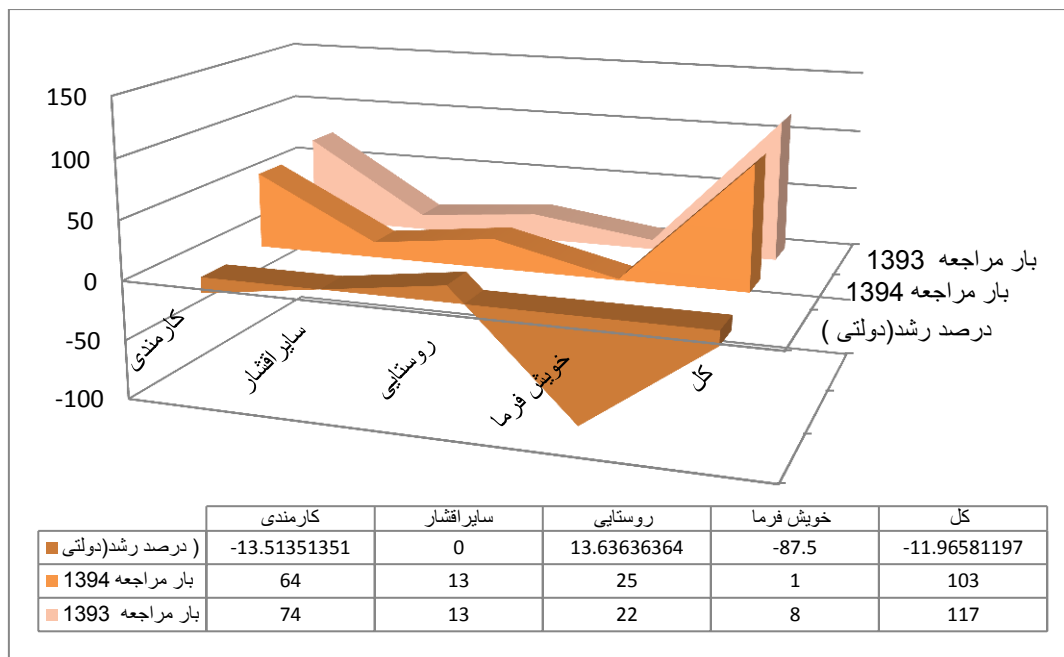 150
100
50
0
-50
-100
کارمندی
سایر اقشار
روستایی
خویش فرما
کل
بار مراجعه 1393
بار مراجعه 1394
درصد رشد(دولتی )
کارمندی سایراقشار روستایی خویش فرما کل
درصد رشد(دولتی ) -13.51351351 0 13.63636364 -87.5 -11.96581197
بار مراجعه 1394 64 13 25 1 103
بار مراجعه 1393 74 13 22 8 117